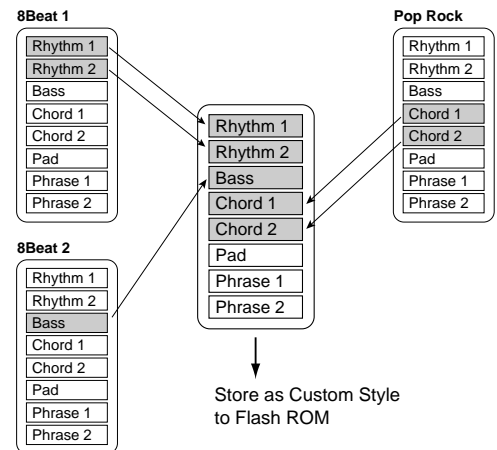 8Beat 1
Rhythm 1
Rhythm 2
Bass
Chord 1
Chord 2
Pad
Phrase 1
Phrase 2
8Beat 2
Rhythm 1
Rhythm 2
Bass
Chord 1
Chord 2
Pad
Phrase 1
Phrase 2
Rhythm 1
Rhythm 2
Bass
Chord 1
Chord 2
Pad
Phrase 1
Phrase 2
Store as Custom Style
to Flash ROM
Pop Rock
Rhythm 1
Rhythm 2
Bass
Chord 1
Chord 2
Pad
Phrase 1
Phrase 2